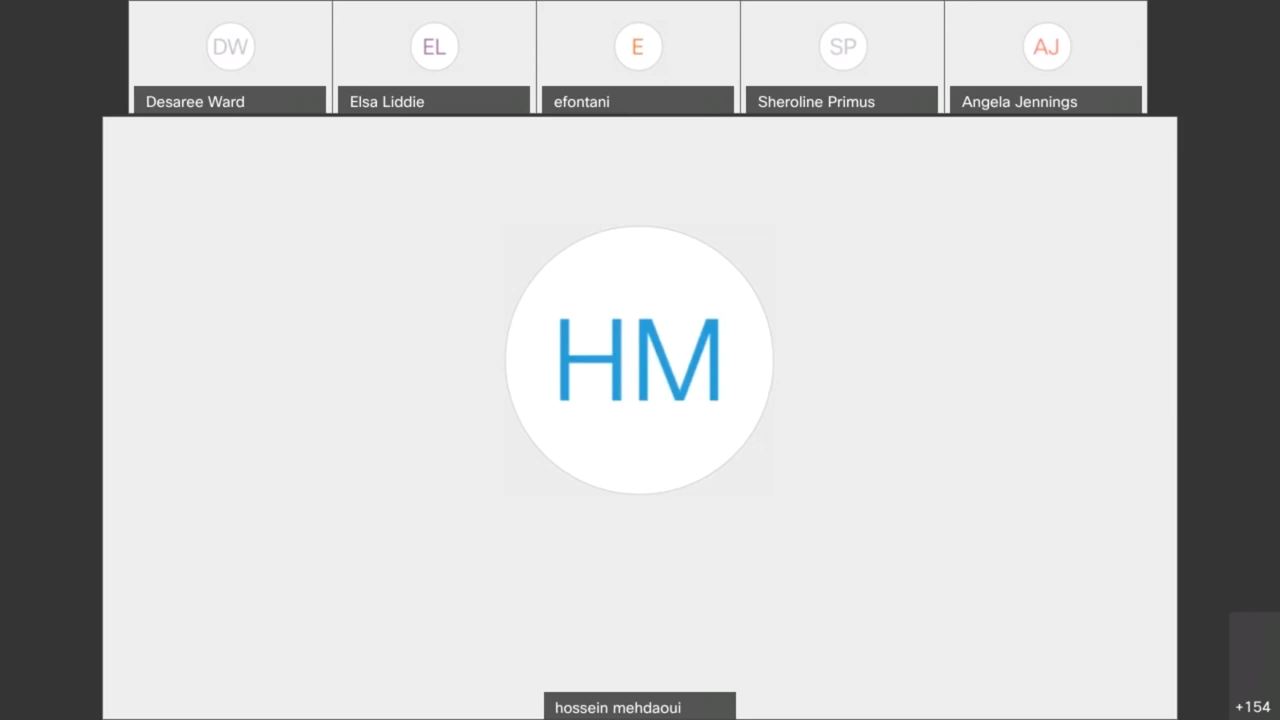 DW
EL
E
SP
AJ
Desaree Ward
Elsa Liddie
efontani
Sheroline Primus
Angela Jennings
HM
hossein mehdaoui
+154